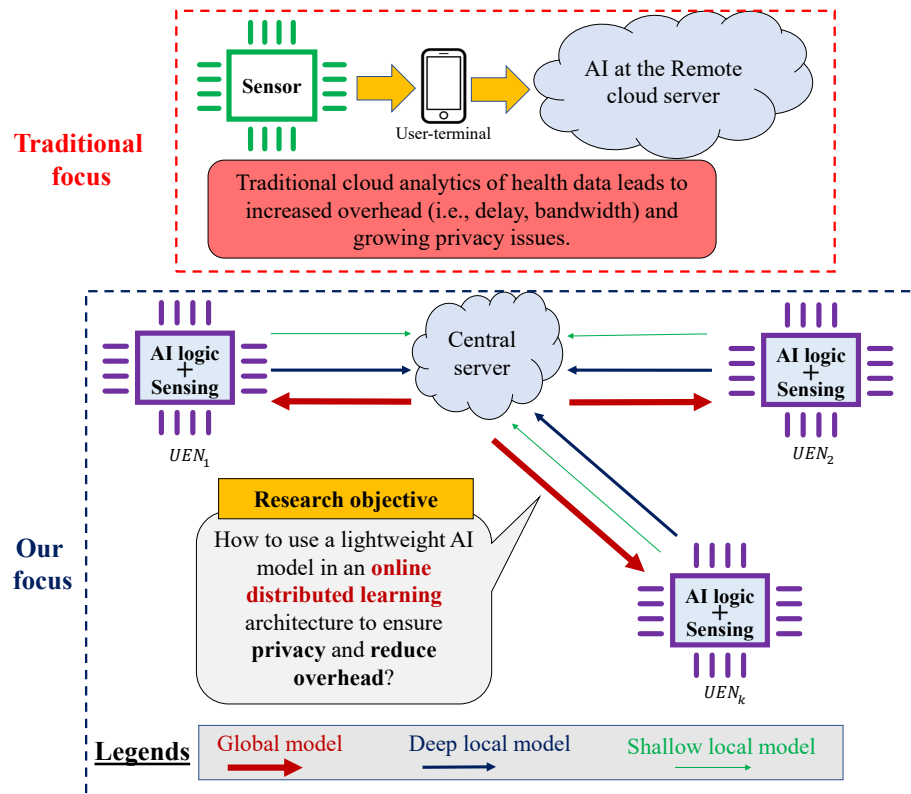 Sensor
User-terminal
AI at the Remote
cloud server
Traditional
focus
Traditional cloud analytics of health data leads to
increased overhead (i.e., delay, bandwidth) and
growing privacy issues.
AI logic
+
Sensing
UEN₁
Central
server
AI logic
+
Sensing
UEN₂
Research objective
How to use a lightweight AI
model in an online
distributed learning
architecture to ensure
privacy and reduce
overhead?
Our
focus
AI logic
+
Sensing
UENₖ
Legends
Global model
Deep local model
Shallow local model